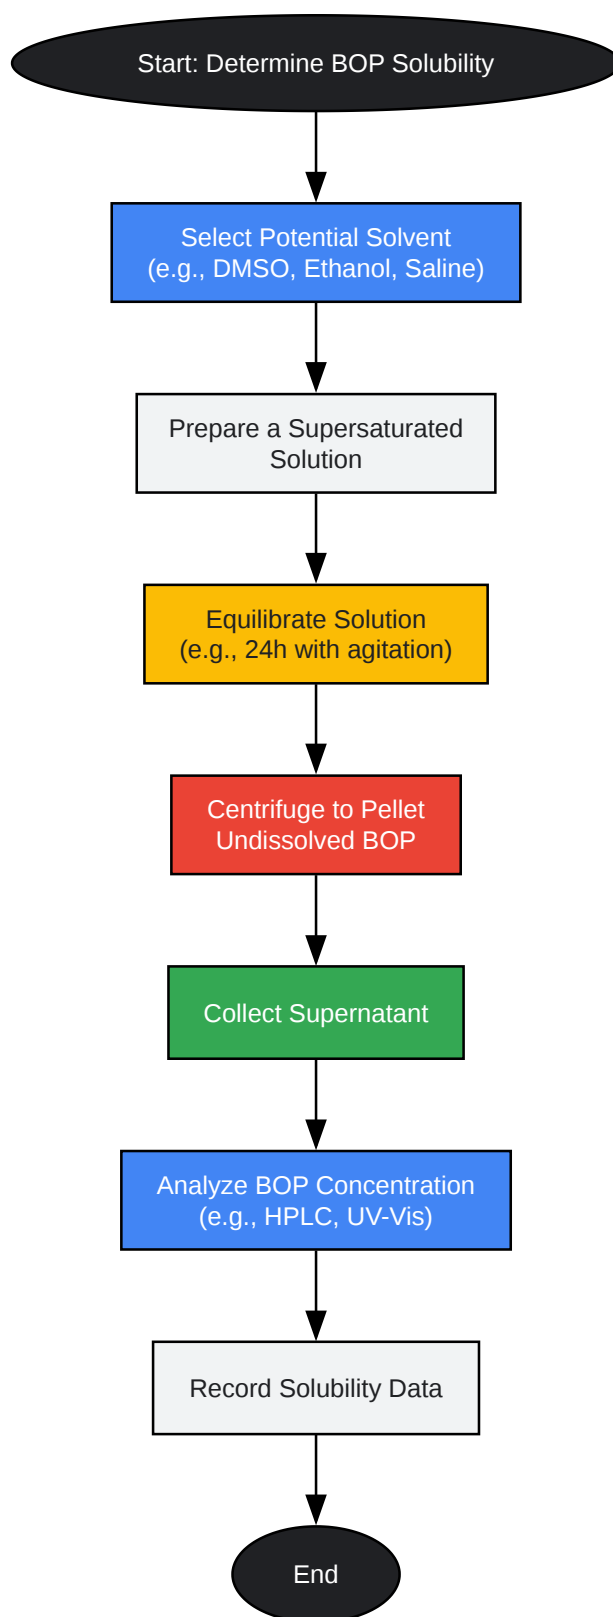 Start: Determine BOP Solubility
Select Potential Solvent
(e.g., DMSO, Ethanol, Saline)
Prepare a Supersaturated
Solution
Equilibrate Solution
(e.g., 24h with agitation)
Centrifuge to Pellet
Undissolved BOP
Collect Supernatant
Analyze BOP Concentration
(e.g., HPLC, UV-Vis)
Record Solubility Data
End